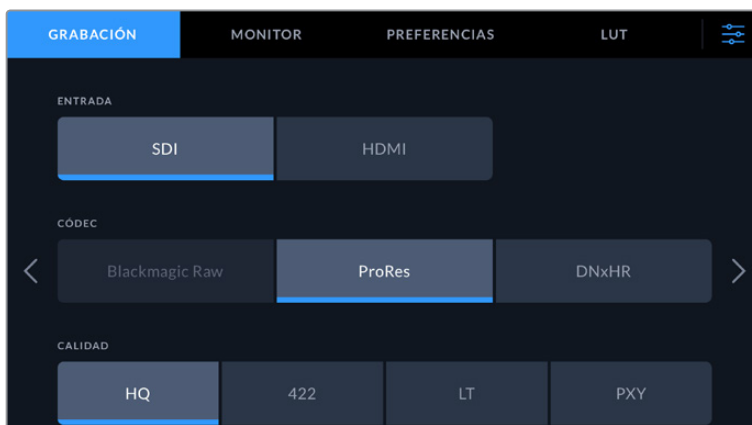 GRABACIÓN MONITOR PREFERENCIAS LUT
ENTRADA
SDI HDMI
CÓDEC
Blackmagic Raw ProRes DNxHR
CALIDAD
HQ 422 LT PXY